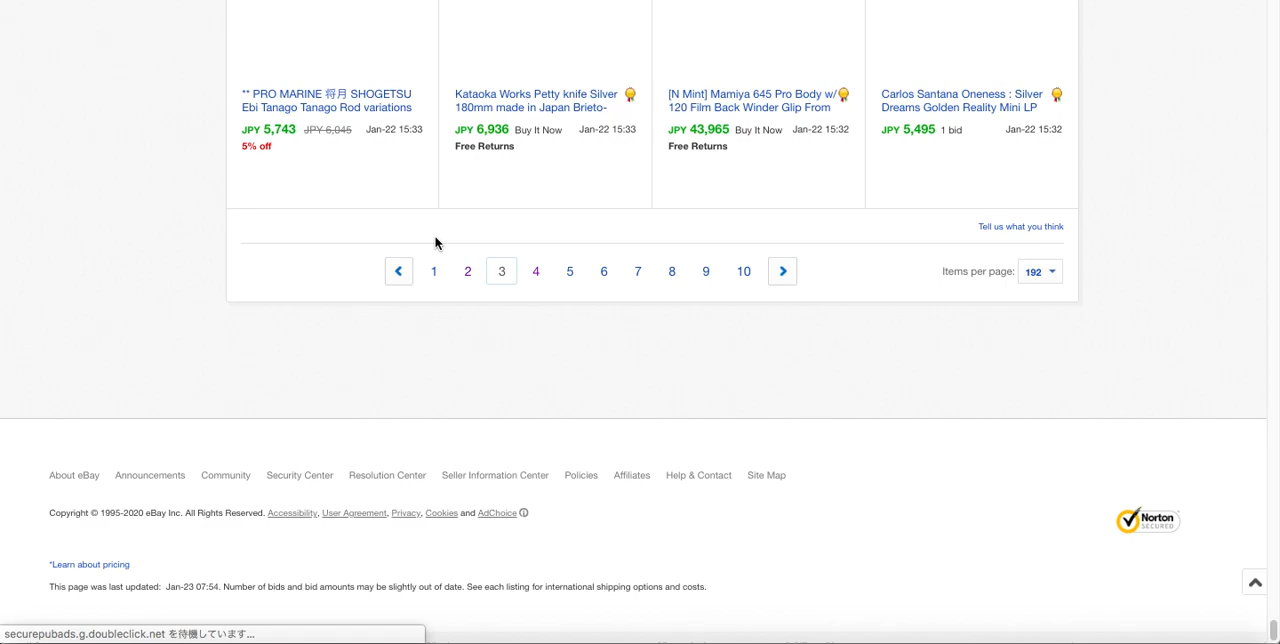 ** PRO MARINE 将月 SHOGETSU
Ebi Tanago Tanago Rod variations
JPY 5,743 JPY 6,045 Jan-22 15:33
5% off
Kataoka Works Petty knife Silver
180mm made in Japan Brieto-
JPY 6,936 Buy It Now Jan-22 15:33
Free Returns
[N Mint] Mamiya 645 Pro Body w/
120 Film Back Winder Glip From
JPY 43,965 Buy It Now Jan-22 15:32
Free Returns
Carlos Santana Oneness : Silver
Dreams Golden Reality Mini LP
JPY 5,495 1 bid Jan-22 15:32
Tell us what you think
1 2 3 4 5 6 7 8 9 10
Items per page: 192
About eBay Announcements Community Security Center Resolution Center Seller Information Center Policies Affiliates Help & Contact Site Map
Copyright © 1995-2020 eBay Inc. All Rights Reserved. Accessibility, User Agreement, Privacy, Cookies and AdChoice
Norton
SECURED
*Learn about pricing
This page was last updated: Jan-23 07:54. Number of bids and bid amounts may be slightly out of date. See each listing for international shipping options and costs.
securepubads.g.doubleclick.net を待機しています...